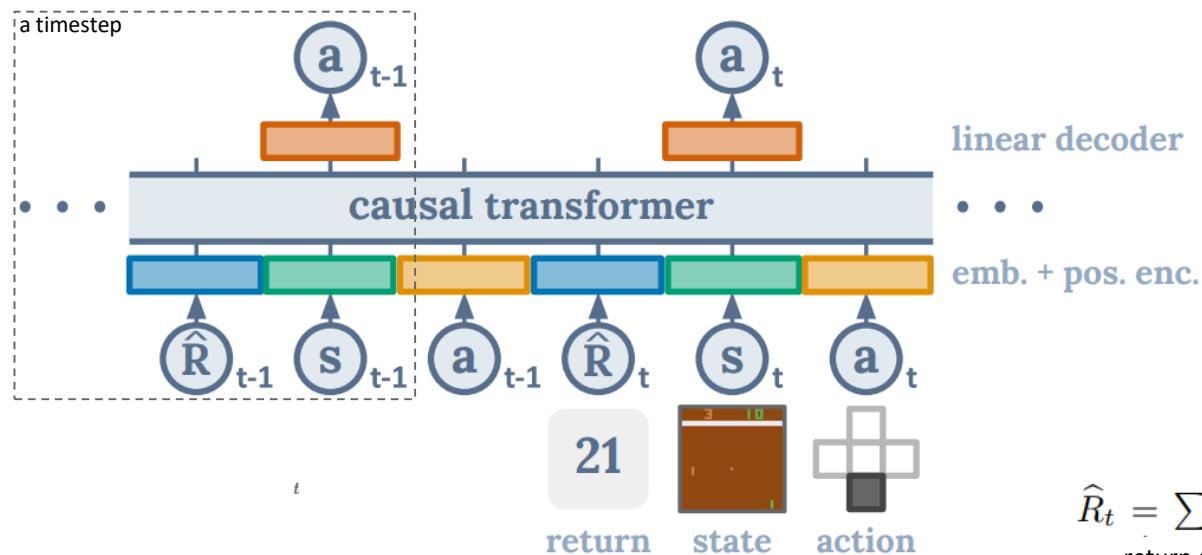 a timestep
a t-1
a t
linear decoder
causal transformer
emb. + pos. enc.
R̂ t-1
s t-1
a t-1
R̂ t
s t
a t
3 10
21
t
R̂t = ∑
return state action